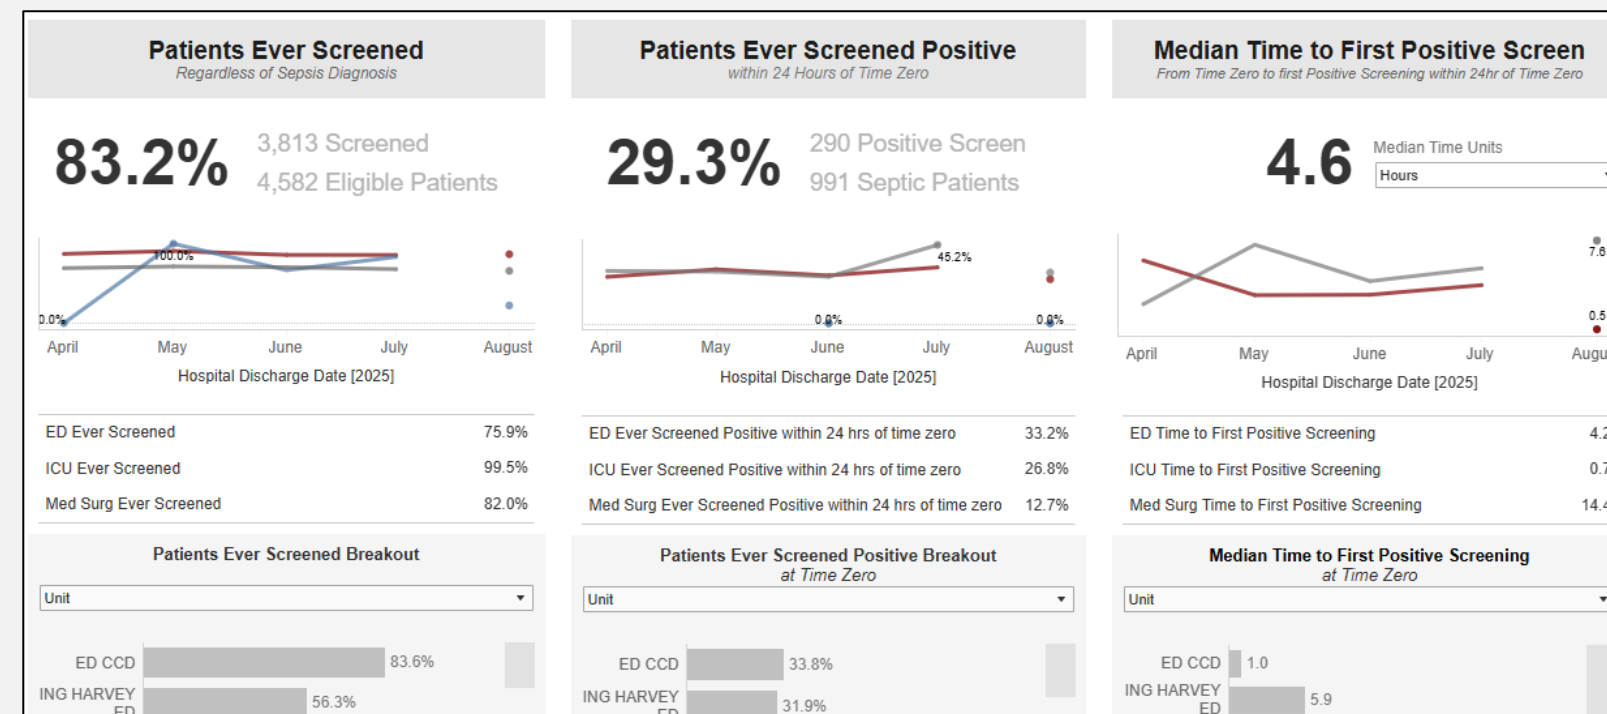 Patients Ever Screened
Regardless of Sepsis Diagnosis
83.2%
3,813 Screened
4,582 Eligible Patients
100.0%
0.0%
April May June July August
Hospital Discharge Date [2025]
ED Ever Screened 75.9%
ICU Ever Screened 99.5%
Med Surg Ever Screened 82.0%
Patients Ever Screened Breakout
Unit
ED CCD 83.6%
ING HARVEY 56.3%
ED
Patients Ever Screened Positive
within 24 Hours of Time Zero
29.3%
290 Positive Screen
991 Septic Patients
45.2%
0.0% 0.0%
April May June July August
Hospital Discharge Date [2025]
ED Ever Screened Positive within 24 hrs of time zero 33.2%
ICU Ever Screened Positive within 24 hrs of time zero 26.8%
Med Surg Ever Screened Positive within 24 hrs of time zero 12.7%
Patients Ever Screened Positive Breakout
at Time Zero
Unit
ED CCD 33.8%
ING HARVEY 31.9%
ED
Median Time to First Positive Screen
From Time Zero to first Positive Screening within 24hr of Time Zero
4.6
Median Time Units
Hours
7.6
0.5
April May June July Augu
Hospital Discharge Date [2025]
ED Time to First Positive Screening 4.2
ICU Time to First Positive Screening 0.7
Med Surg Time to First Positive Screening 14.4
Median Time to First Positive Screening
at Time Zero
Unit
ED CCD 1.0
ING HARVEY 5.9
ED